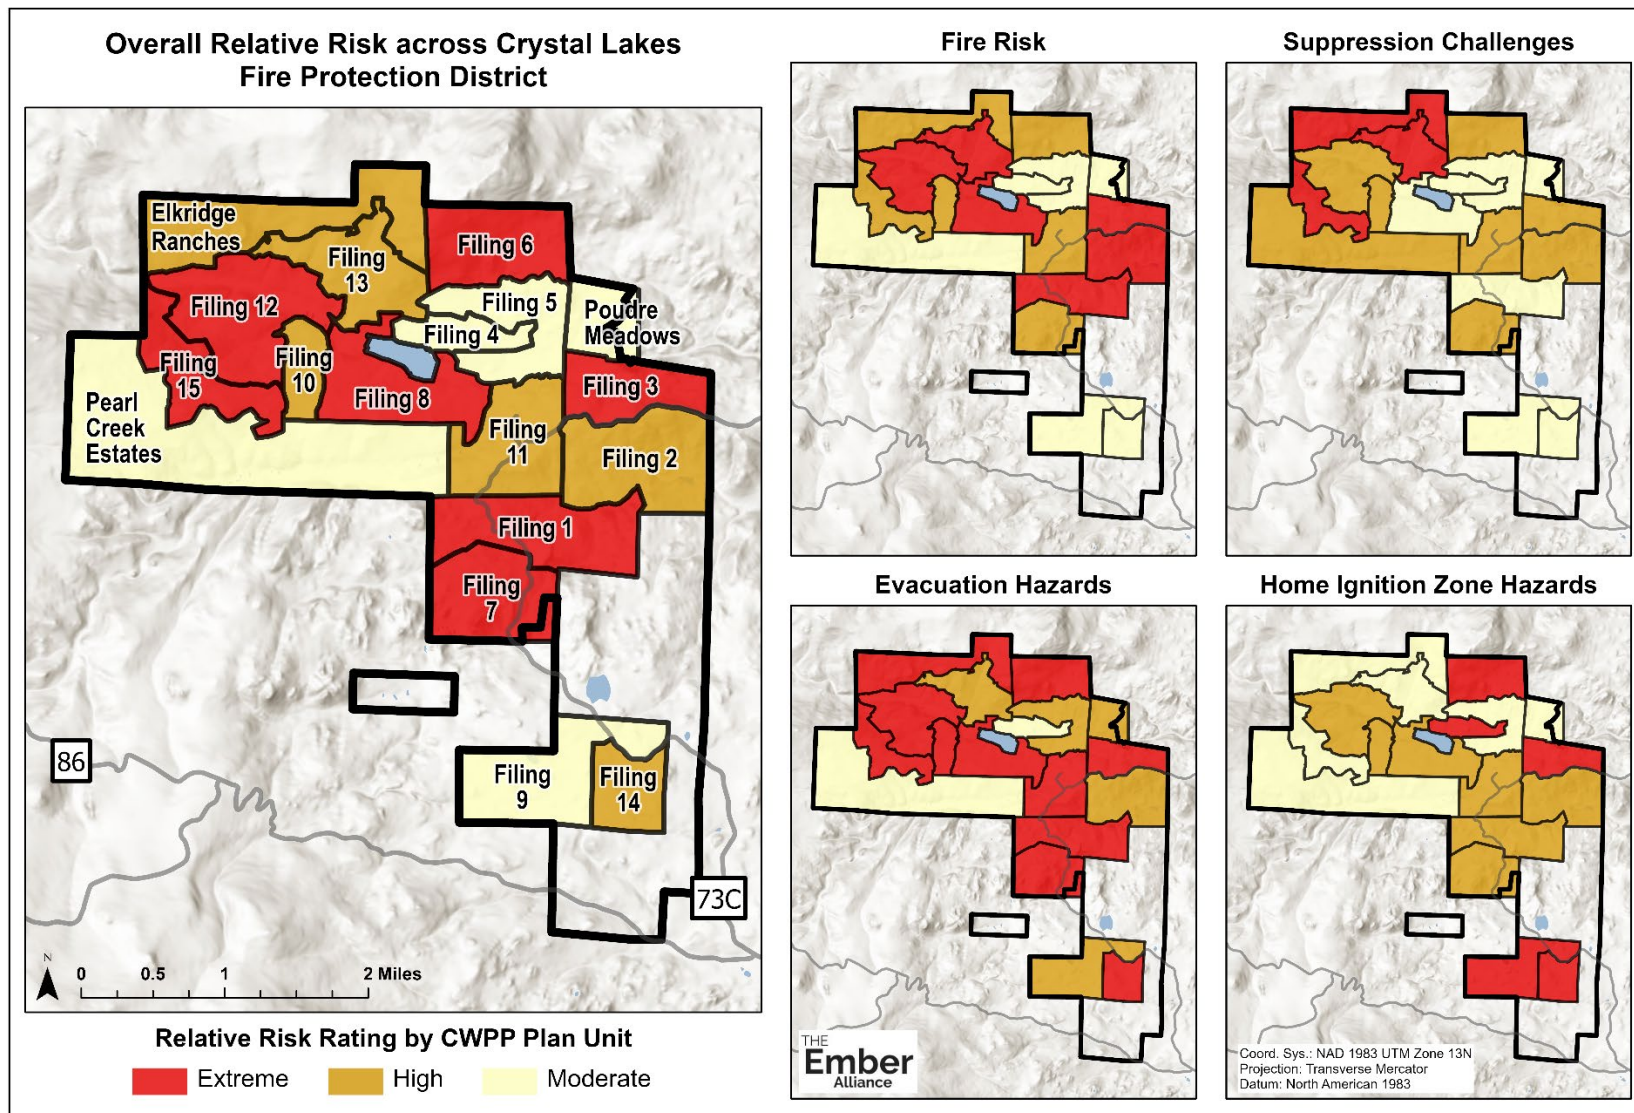 Overall Relative Risk across Crystal Lakes
Fire Protection District
Elkridge
Ranches
Filing 6
Filing
13
Filing 12
Filing 5
Poudre
Meadows
Filing 4
Filing
15
Filing
10
Filing 3
Filing 8
Pearl
Creek
Estates
Filing
11
Filing 2
Filing 1
Filing
7
86
Filing
9
Filing
14
73C
N
0 0.5 1 2 Miles
Relative Risk Rating by CWPP Plan Unit
Extreme High Moderate
Fire Risk
Suppression Challenges
Evacuation Hazards
Home Ignition Zone Hazards
THE
Ember
Alliance
Coord. Sys.: NAD 1983 UTM Zone 13N
Projection: Transverse Mercator
Datum: North American 1983